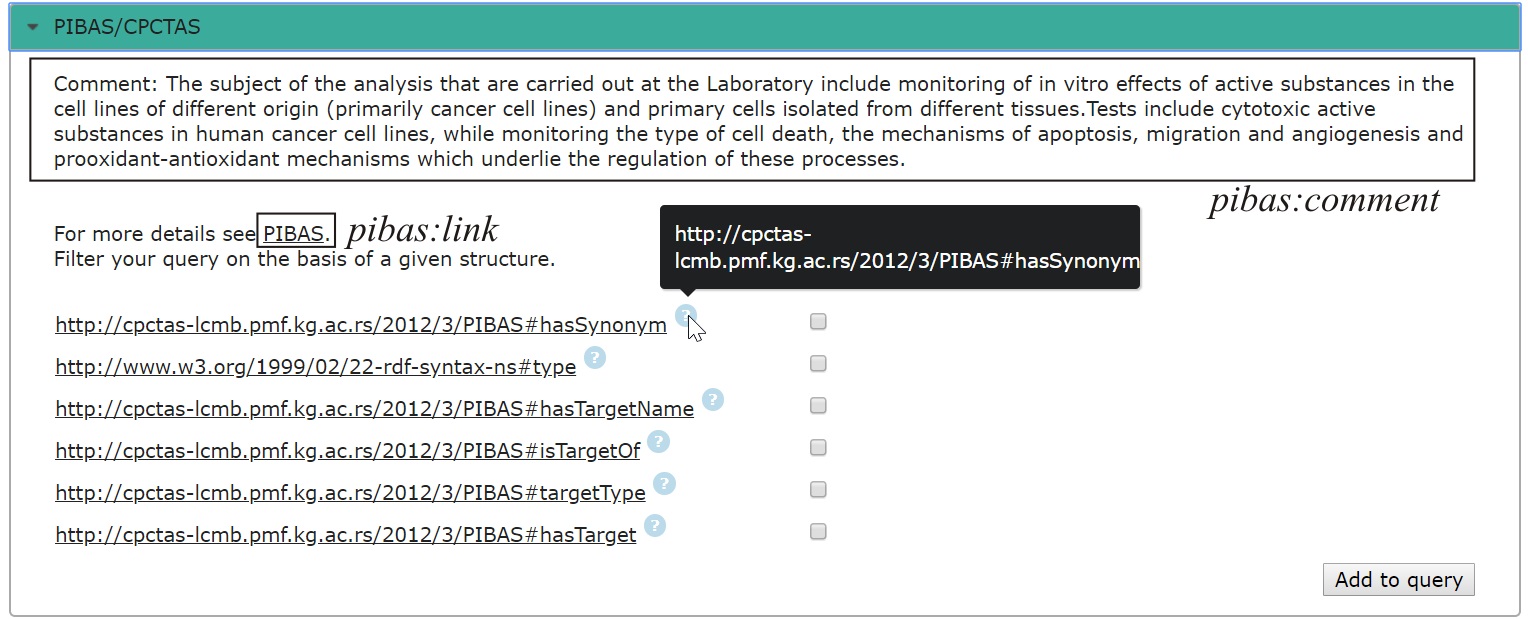 PIBAS/CPCTAS
Comment: The subject of the analysis that are carried out at the Laboratory include monitoring of in vitro effects of active substances in the
cell lines of different origin (primarily cancer cell lines) and primary cells isolated from different tissues.Tests include cytotoxic active
substances in human cancer cell lines, while monitoring the type of cell death, the mechanisms of apoptosis, migration and angiogenesis and
prooxidant-antioxidant mechanisms which underlie the regulation of these processes.
pibas:comment
For more details see PIBAS. pibas:link
Filter your query on the basis of a given structure.
http://cpctas-
lcmb.pmf.kg.ac.rs/2012/3/PIBAS#hasSynonym
http://cpctas-lcmb.pmf.kg.ac.rs/2012/3/PIBAS#hasSynonym ?
http://www.w3.org/1999/02/22-rdf-syntax-ns#type ?
http://cpctas-lcmb.pmf.kg.ac.rs/2012/3/PIBAS#hasTargetName ?
http://cpctas-lcmb.pmf.kg.ac.rs/2012/3/PIBAS#isTargetOf ?
http://cpctas-lcmb.pmf.kg.ac.rs/2012/3/PIBAS#targetType ?
http://cpctas-lcmb.pmf.kg.ac.rs/2012/3/PIBAS#hasTarget ?
Add to query